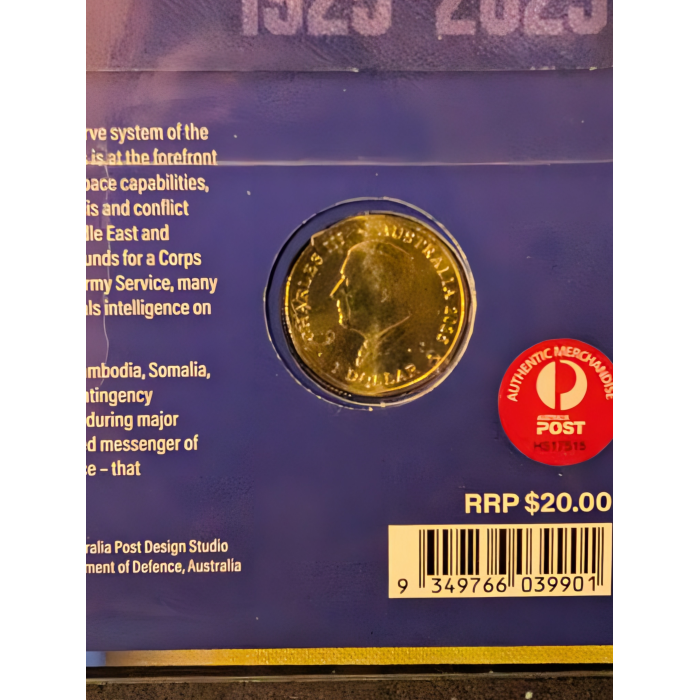 1925 2025
rve system of the
is at the forefront
pace capabilities,
is and conflict
dle East and
unds for a Corps
rmy Service, many
ls intelligence on
mbodia, Somalia,
tingency
during major
d messenger of
e – that
ralia Post Design Studio
ment of Defence, Australia
CHARLES III AUSTRALIA 2025
1 DOLLAR
AUTHENTIC MERCHANDISE
AUSTRALIA
POST
HS17515
RRP $20.00
9 349766 039901